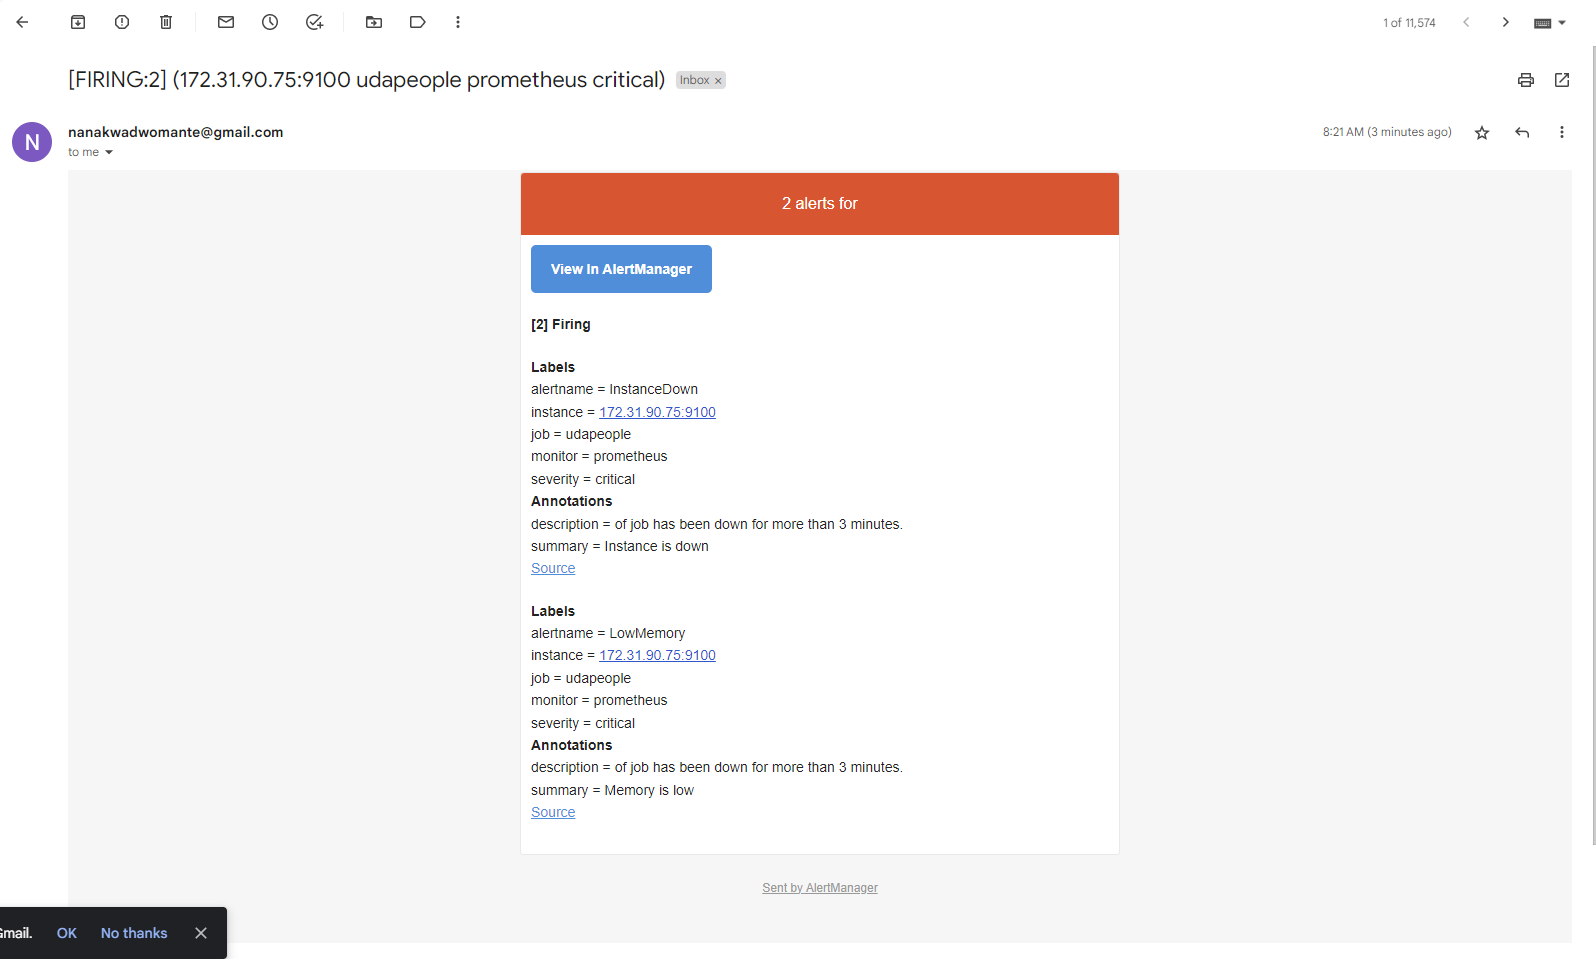 1 of 11,574
[FIRING:2] (172.31.90.75:9100 udapeople prometheus critical) Inbox ×
N
nanakwadwomante@gmail.com 8:21 AM (3 minutes ago)
to me
2 alerts for
View In AlertManager
[2] Firing
Labels
alertname = InstanceDown
instance = 172.31.90.75:9100
job = udapeople
monitor = prometheus
severity = critical
Annotations
description = of job has been down for more than 3 minutes.
summary = Instance is down
Source
Labels
alertname = LowMemory
instance = 172.31.90.75:9100
job = udapeople
monitor = prometheus
severity = critical
Annotations
description = of job has been down for more than 3 minutes.
summary = Memory is low
Source
Sent by AlertManager
Gmail. OK No thanks